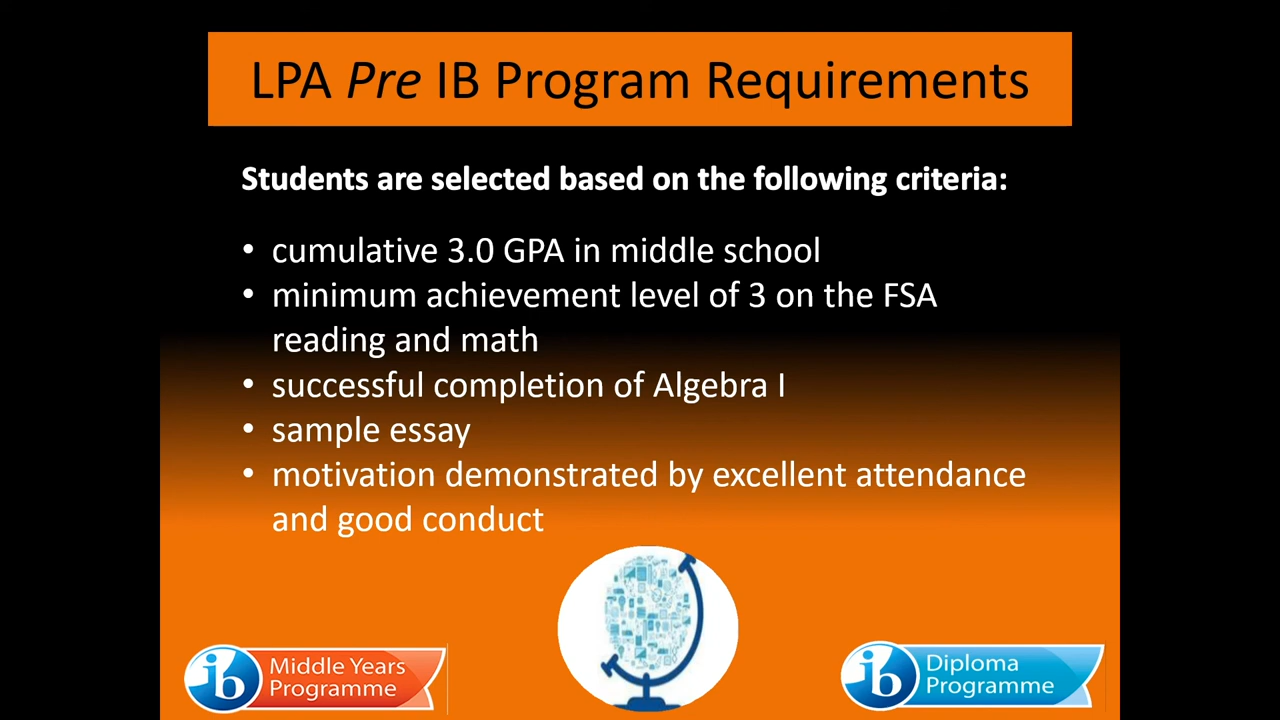 LPA Pre IB Program Requirements
Students are selected based on the following criteria:
• cumulative 3.0 GPA in middle school
• minimum achievement level of 3 on the FSA
reading and math
• successful completion of Algebra I
• sample essay
• motivation demonstrated by excellent attendance
and good conduct
ib Middle Years
Programme
ib Diploma
Programme